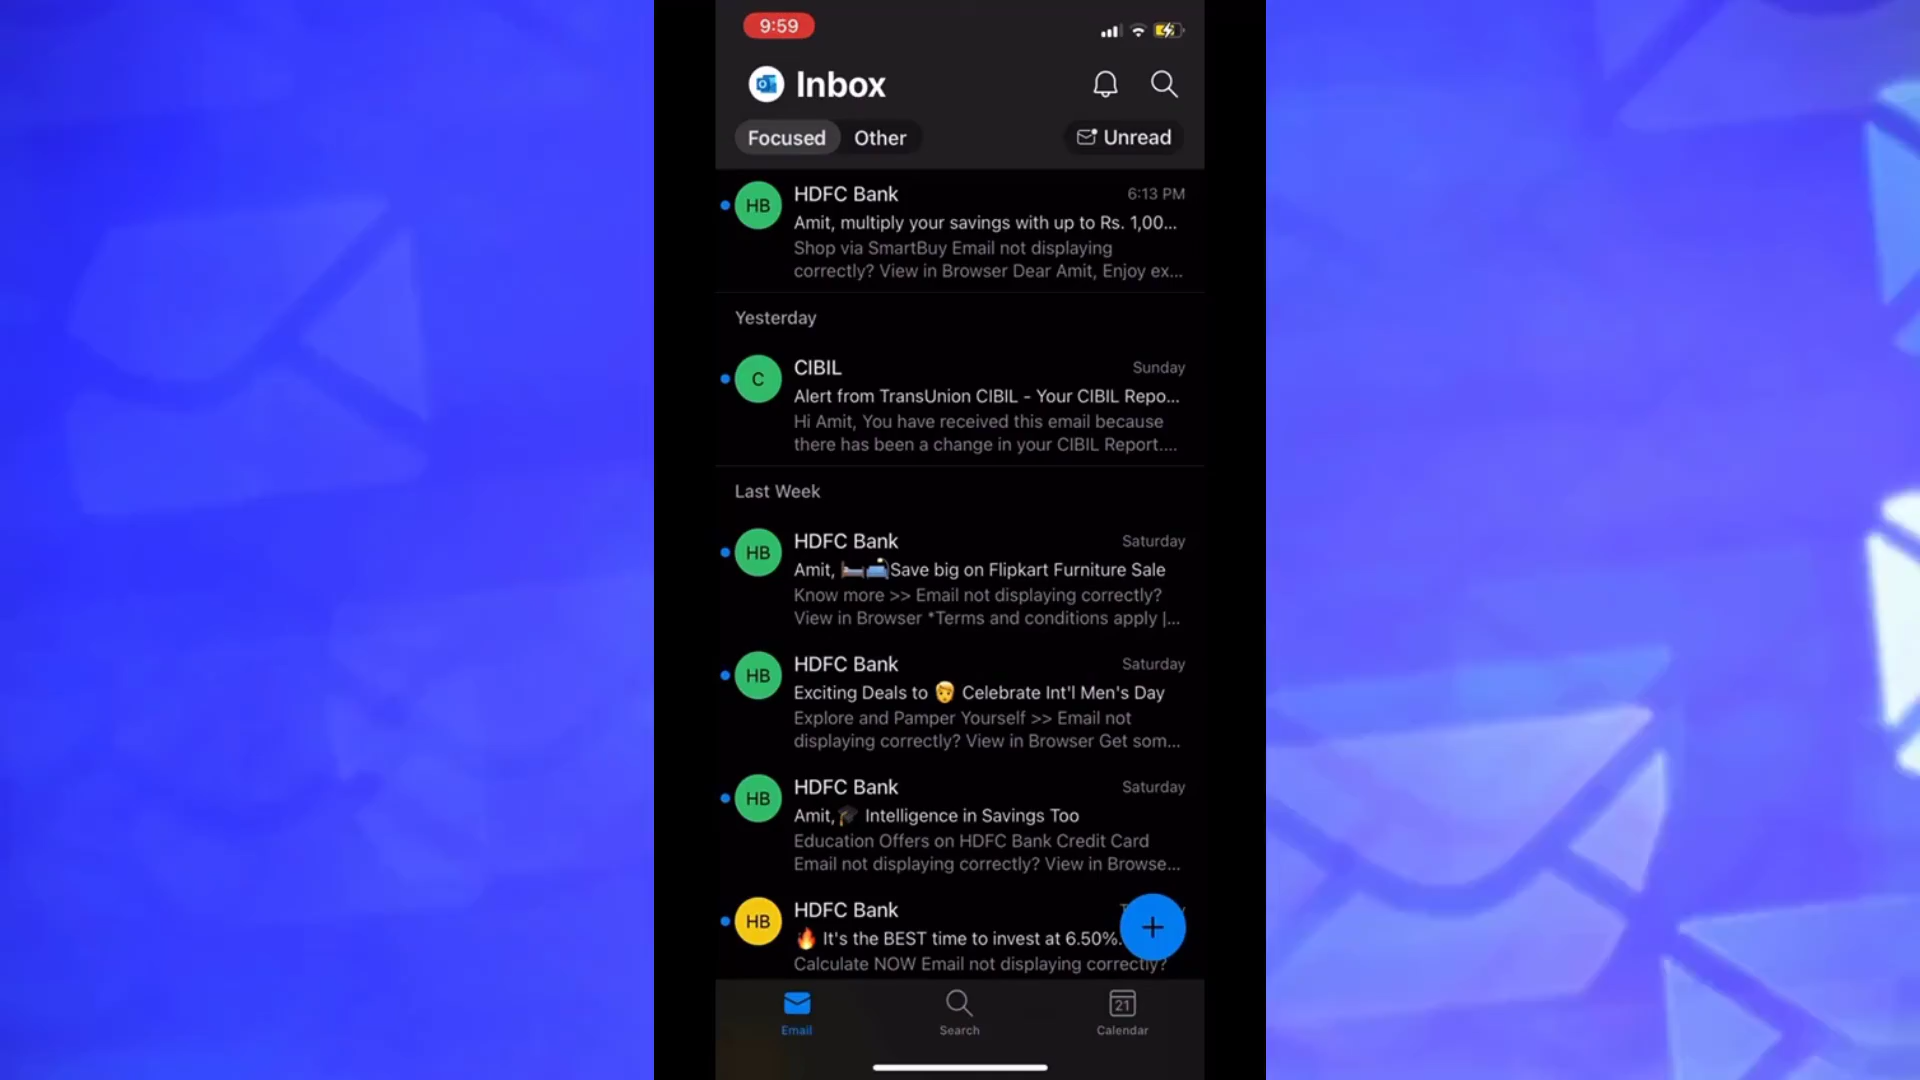 9:59
Inbox
Focused Other Unread
HDFC Bank 6:13 PM
Amit, multiply your savings with up to Rs. 1,00...
Shop via SmartBuy Email not displaying
correctly? View in Browser Dear Amit, Enjoy ex...
Yesterday
C CIBIL Sunday
Alert from TransUnion CIBIL - Your CIBIL Repo...
Hi Amit, You have received this email because
there has been a change in your CIBIL Report....
Last Week
HB HDFC Bank Saturday
Amit, 🛏️🛋️Save big on Flipkart Furniture Sale
Know more >> Email not displaying correctly?
View in Browser *Terms and conditions apply |...
HB HDFC Bank Saturday
Exciting Deals to 👨 Celebrate Int'l Men's Day
Explore and Pamper Yourself >> Email not
displaying correctly? View in Browser Get som...
HB HDFC Bank Saturday
Amit,🎓 Intelligence in Savings Too
Education Offers on HDFC Bank Credit Card
Email not displaying correctly? View in Browse...
HB HDFC Bank
🔥 It's the BEST time to invest at 6.50%.
Calculate NOW Email not displaying correctly?
21
Email Search Calendar